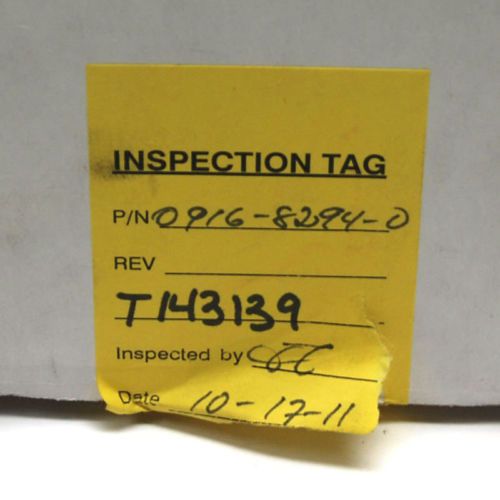 INSPECTION TAG
P/N 0916-8294-0
REV
T143139
Inspected by
Date 10-17-11